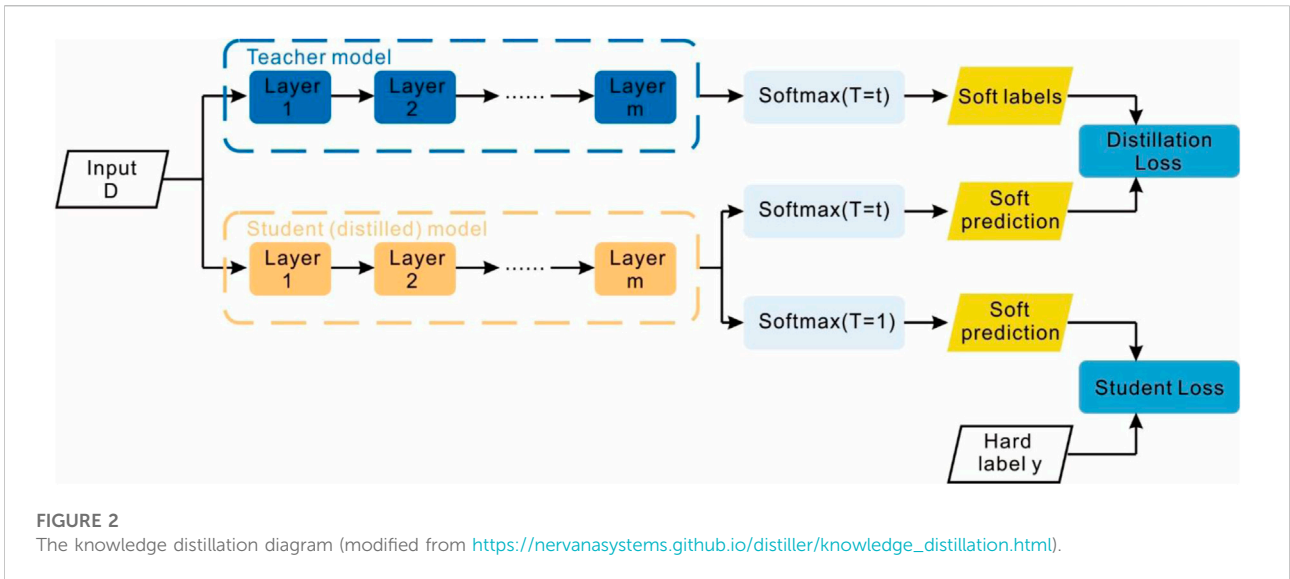 Teacher model
Layer
1
Layer
2
......
Layer
m
Softmax(T=t)
Soft labels
Distillation
Loss
Input
D
Student (distilled) model
Layer
1
Layer
2
......
Layer
m
Softmax(T=t)
Soft
prediction
Softmax(T=1)
Soft
prediction
Student Loss
Hard
label y
FIGURE 2
The knowledge distillation diagram (modified from https://nervanasystems.github.io/distiller/knowledge_distillation.html).